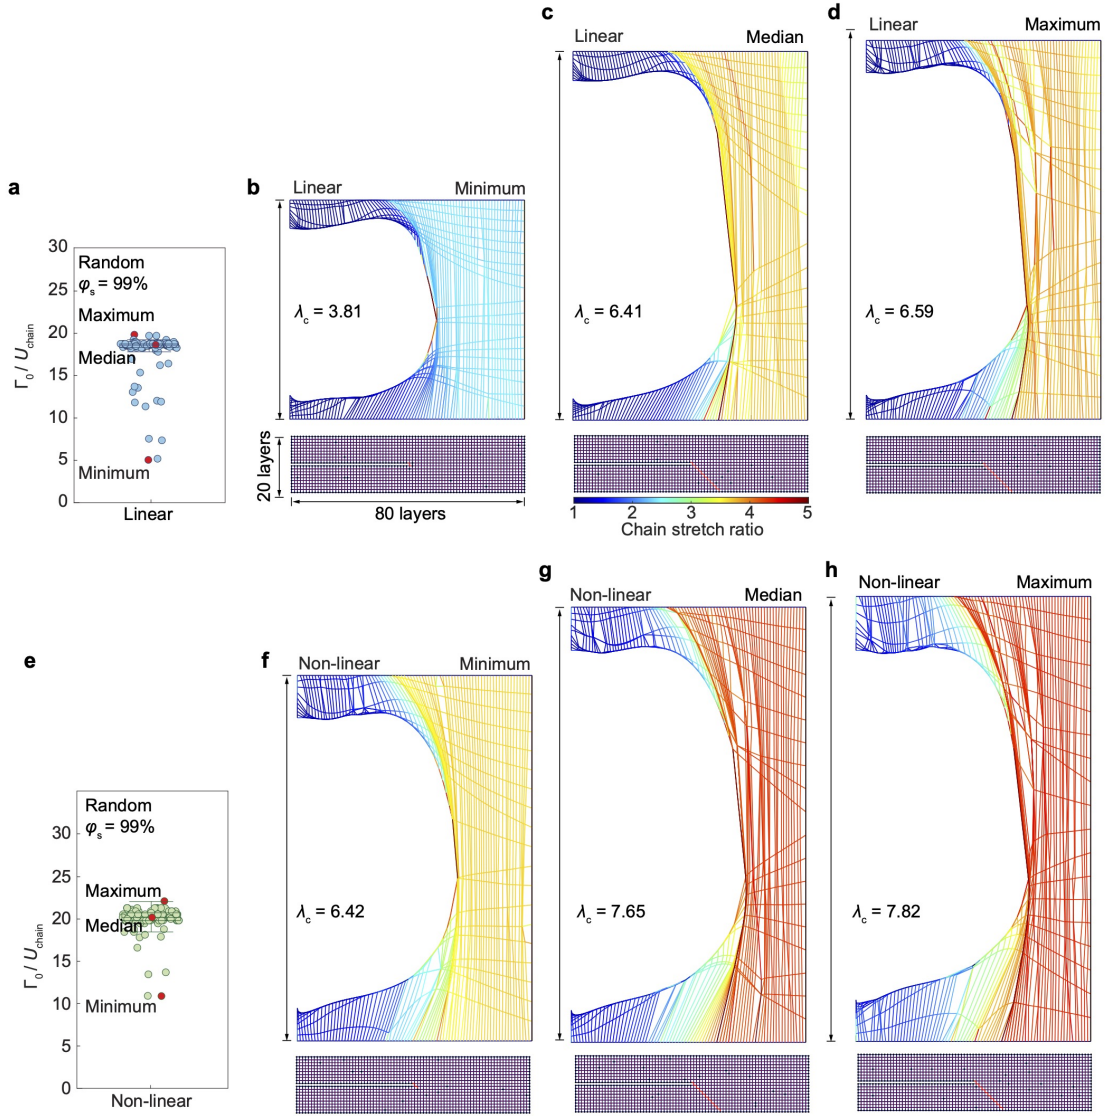 a
30
25
20
15
10
5
0
Γ0 / Uchain
Random
φs = 99%
Maximum
Median
Minimum
Linear
b
Linear Minimum
λc = 3.81
20 layers
80 layers
c
Linear Median
λc = 6.41
1 2 3 4 5
Chain stretch ratio
d
Linear Maximum
λc = 6.59
e
30
25
20
15
10
5
0
Γ0 / Uchain
Random
φs = 99%
Maximum
Median
Minimum
Non-linear
f
Non-linear Minimum
λc = 6.42
g
Non-linear Median
λc = 7.65
h
Non-linear Maximum
λc = 7.82